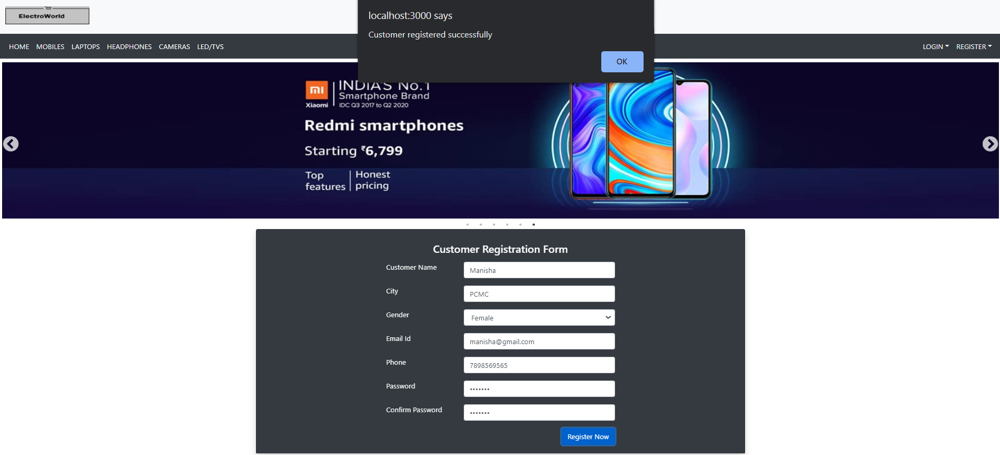 ElectroWorld
localhost:3000 says
Customer registered successfully
OK
HOME MOBILES LAPTOPS HEADPHONES CAMERAS LED/TVS LOGIN REGISTER
mi
Xiaomi
INDIA'S No.1
Smartphone Brand
IDC Q3 2017 to Q2 2020
Redmi smartphones
Starting ₹6,799
Top
features
Honest
pricing
Customer Registration Form
Customer Name Manisha
City PCMC
Gender Female
Email Id manisha@gmail.com
Phone 7898569565
Password •••••••
Confirm Password •••••••
Register Now